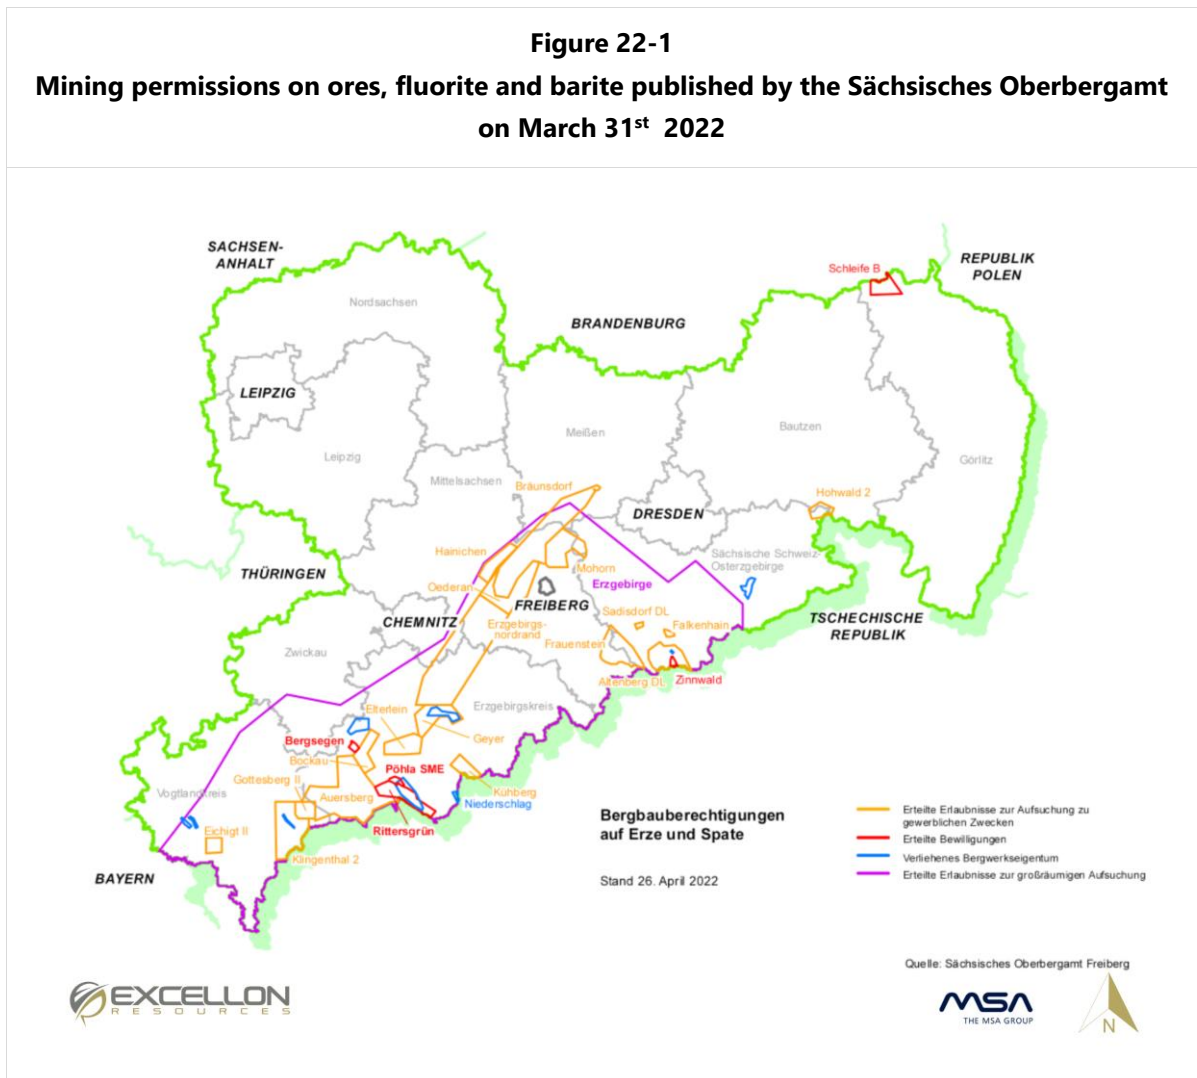 Figure 22-1
Mining permissions on ores, fluorite and barite published by the Sächsisches Oberbergamt
on March 31st 2022
SACHSEN-
ANHALT
Nordsachsen
Schleife B
REPUBLIK
POLEN
BRANDENBURG
LEIPZIG
Leipzig
Meißen
Bautzen
Görlitz
Mittelsachsen
Bräunsdorf
Hohwald 2
DRESDEN
Hainichen
Sächsische Schweiz-
Osterzgebirge
Mohorn
THÜRINGEN
Erzgebirge
Oederan
FREIBERG
CHEMNITZ
Erzgebirgs-
nordrand
Sadisdorf DL
Falkenhain
TSCHECHISCHE
REPUBLIK
Frauenstein
Zwickau
Altenberg DL
Zinnwald
Elterlein
Erzgebirgskreis
Geyer
Bergsegen
Bockau
Pöhla SME
Gottesberg II
Vogtlandkreis
Auersberg
Kühberg
Niederschlag
Eichigt II
Rittersgrün
Klingenthal 2
BAYERN
Bergbauberechtigungen
auf Erze und Spate
Stand 26. April 2022
Erteilte Erlaubnisse zur Aufsuchung zu
gewerblichen Zwecken
Erteilte Bewilligungen
Verliehenes Bergwerkseigentum
Erteilte Erlaubnisse zur großräumigen Aufsuchung
Quelle: Sächsisches Oberbergamt Freiberg
EXCELLON
RESOURCES
MSA
THE MSA GROUP
N